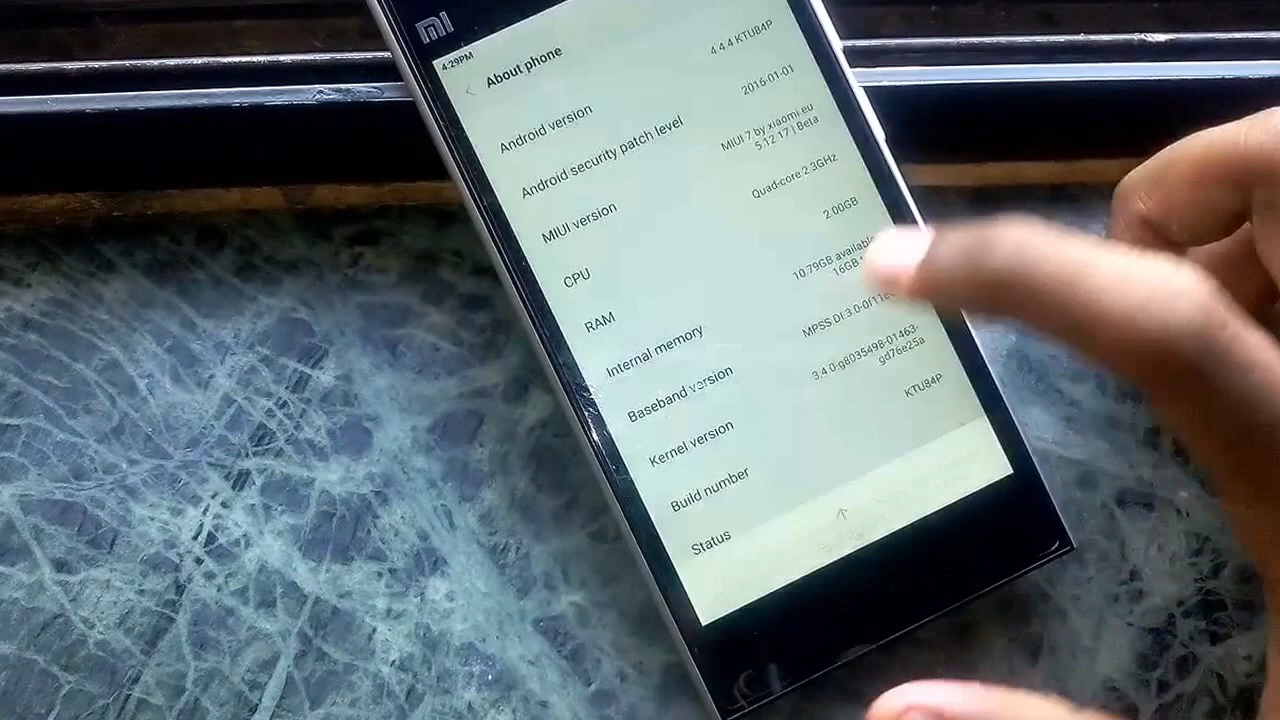 MI
4:29PM
About phone
Android version 4.4.4 KTU84P
Android security patch level 2016-01-01
MIUI version MIUI 7 by xiaomi.eu
5.12.17 | Beta
CPU Quad-core 2.3GHz
RAM 2.00GB
Internal memory 10.79GB available
16GB
Baseband version MPSS.DI.3.0-0f11
Kernel version 3.4.0-g8035498-01463-
gd76e25a
Build number KTU84P
Status